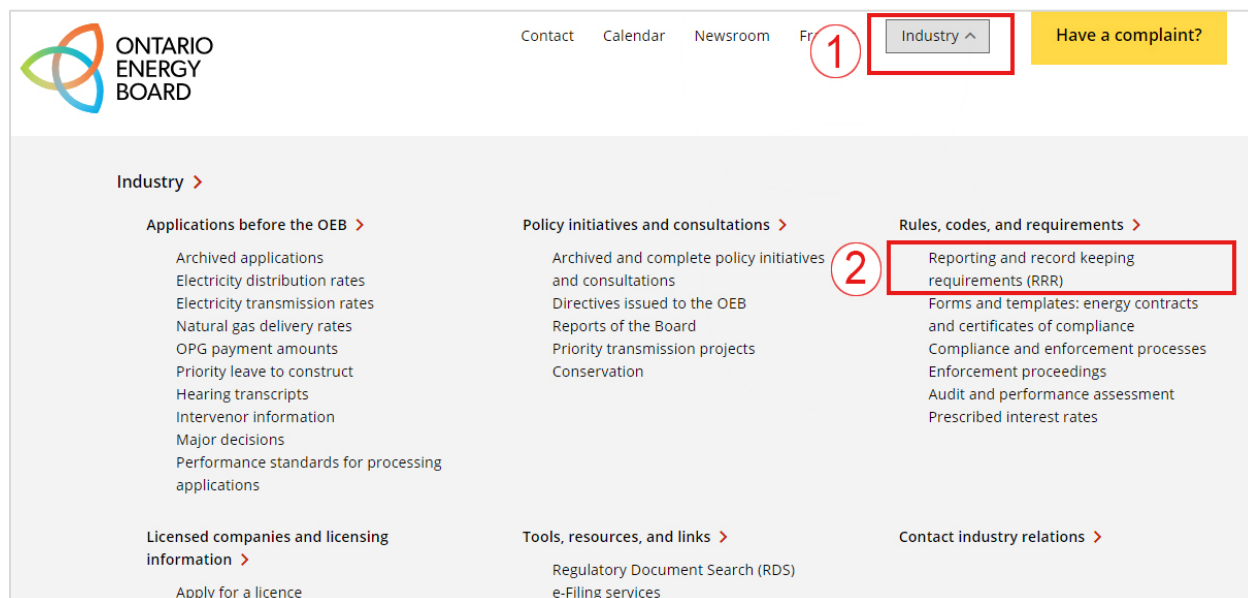 ONTARIO
ENERGY
BOARD
Contact Calendar Newsroom Fr
1
Industry
Have a complaint?
Industry
Applications before the OEB
Archived applications
Electricity distribution rates
Electricity transmission rates
Natural gas delivery rates
OPG payment amounts
Priority leave to construct
Hearing transcripts
Intervenor information
Major decisions
Performance standards for processing
applications
Policy initiatives and consultations
Archived and complete policy initiatives
and consultations
Directives issued to the OEB
Reports of the Board
Priority transmission projects
Conservation
Rules, codes, and requirements
2
Reporting and record keeping
requirements (RRR)
Forms and templates: energy contracts
and certificates of compliance
Compliance and enforcement processes
Enforcement proceedings
Audit and performance assessment
Prescribed interest rates
Licensed companies and licensing
information
Apply for a licence
Tools, resources, and links
Regulatory Document Search (RDS)
e-Filing services
Contact industry relations